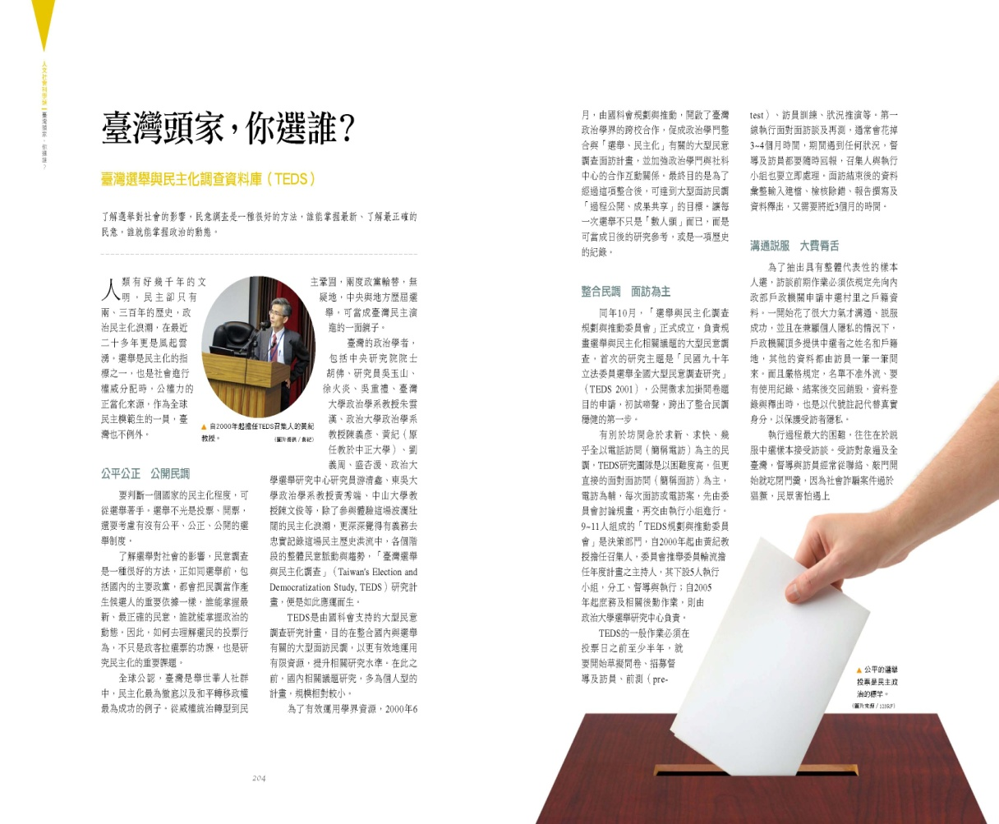 人文社會科學類│臺灣頭家，你選誰？
臺灣頭家，你選誰？
臺灣選舉與民主化調查資料庫（TEDS）
了解選舉對社會的影響，民意調查是一種很好的方法，誰能掌握最新、了解最正確的
民意，誰就能掌握政治的動態。
人類有好幾千年的文
明，民主卻只有
兩、三百年的歷史，政
治民主化浪潮，在最近
二十多年更是風起雲
湧。選舉是民主化的指
標之一，也是社會進行
權威分配時，公權力的
正當化來源，作為全球
民主模範生的一員，臺
灣也不例外。
公平公正　公開民調
要判斷一個國家的民主化程度，可
從選舉著手。選舉不光是投票、開票，
還要考慮有沒有公平、公正、公開的選
舉制度。
了解選舉對社會的影響，民意調查
是一種很好的方法，正如同選舉前，包
括國內的主要政黨，都會把民調當作產
生候選人的重要依據一樣，誰能掌握最
新、最正確的民意，誰就能掌握政治的
動態。因此，如何去理解選民的投票行
為，不只是政客拉選票的功課，也是研
究民主化的重要課題。
全球公認，臺灣是舉世華人社群
中，民主化最為徹底以及和平轉移政權
最為成功的例子。從威權統治轉型到民
▲ 自2000年起擔任TEDS召集人的黃紀
教授。
（圖片提供／黃紀）
主鞏固，兩度政黨輪替，無
疑地，中央與地方歷屆選
舉，可當成臺灣民主演
進的一面鏡子。
臺灣的政治學者，
包括中央研究院院士
胡佛、研究員吳玉山、
徐火炎、吳重禮、臺灣
大學政治學系教授朱雲
漢、政治大學政治學系
教授陳義彥、黃紀（原
任教於中正大學）、劉
義周、盛杏湲、政治大
學選舉研究中心研究員游清鑫、東吳大
學政治學系教授黃秀端、中山大學教
授陳文俊等，除了參與體驗這場波瀾壯
闊的民主化浪潮，更深深覺得有義務去
忠實記錄這場民主歷史洪流中，各個階
段的整體民意脈動與趨勢，「臺灣選舉
與民主化調查」（Taiwan's Election and
Democratization Study, TEDS）研究計
畫，便是如此應運而生。
TEDS是由國科會支持的大型民意
調查研究計畫，目的在整合國內與選舉
有關的大型面訪民調，以更有效地運用
有限資源，提升相關研究水準。在此之
前，國內相關議題研究，多為個人型的
計畫，規模相對較小。
為了有效運用學界資源，2000年6
204
月，由國科會規劃與推動，開啟了臺灣
政治學界的跨校合作，促成政治學門整
合與「選舉、民主化」有關的大型民意
調查面訪計畫，並加強政治學門與社科
中心的合作互動關係。最終目的是為了
經過這項整合後，可達到大型面訪民調
「過程公開、成果共享」的目標。讓每
一次選舉不只是「數人頭」而已，而是
可當成日後的研究參考，或是一項歷史
的紀錄。
整合民調　面訪為主
同年10月，「選舉與民主化調查
規劃與推動委員會」正式成立，負責規
畫選舉與民主化相關議題的大型民意調
查，首次的研究主題是「民國九十年
立法委員選舉全國大型民意調查研究」
（TEDS 2001），公開徵求加掛問卷題
目的申請，初試啼聲，跨出了整合民調
穩健的第一步。
有別於坊間急於求新、求快、幾
乎全以電話訪問（簡稱電訪）為主的民
調，TEDS研究團隊是以困難度高，但更
直接的面對面訪問（簡稱面訪）為主，
電訪為輔，每次面訪或電訪案，先由委
員會討論規畫，再交由執行小組進行。
9~11人組成的「TEDS規劃與推動委員
會」是決策部門，自2000年起由黃紀教
授擔任召集人，委員會推舉委員輪流擔
任年度計畫之主持人，其下設5人執行
小組，分工、督導與執行；自2005
年起庶務及相關後勤作業，則由
政治大學選舉研究中心負責。
TEDS的一般作業必須在
投票日之前至少半年，就
要開始草擬問卷、招募督
導及訪員、前測（pre-
test）、訪員訓練、狀況推演等。第一
線執行面對面訪談及再測，通常會花掉
3~4個月時間，期間遇到任何狀況，督
導及訪員都要隨時回報，召集人與執行
小組也要立即處理。面訪結束後的資料
彙整輸入建檔、檢核除錯、報告撰寫及
資料釋出，又需要將近3個月的時間。
溝通說服　大費脣舌
為了抽出具有整體代表性的樣本
人選，訪談前期作業必須依規定先向內
政部戶政機關申請中選村里之戶籍資
料。一開始花了很大力氣才溝通、說服
成功，並且在兼顧個人隱私的情況下，
戶政機關頂多提供中選者之姓名和戶籍
地，其他的資料都由訪員一筆一筆問
來。而且嚴格規定，名單不准外流、要
有使用紀錄、結案後交回銷毀，資料登
錄與釋出時，也是以代號註記代替真實
身分，以保護受訪者隱私。
執行過程最大的困難，往往在於說
服中選樣本接受訪談。受訪對象遍及全
臺灣，督導與訪員經常從聯絡、敲門開
始就吃閉門羹，因為社會詐騙案件過於
猖獗，民眾害怕遇上
▲ 公平的選舉
投票是民主政
治的標竿。
（圖片來源／123RF）